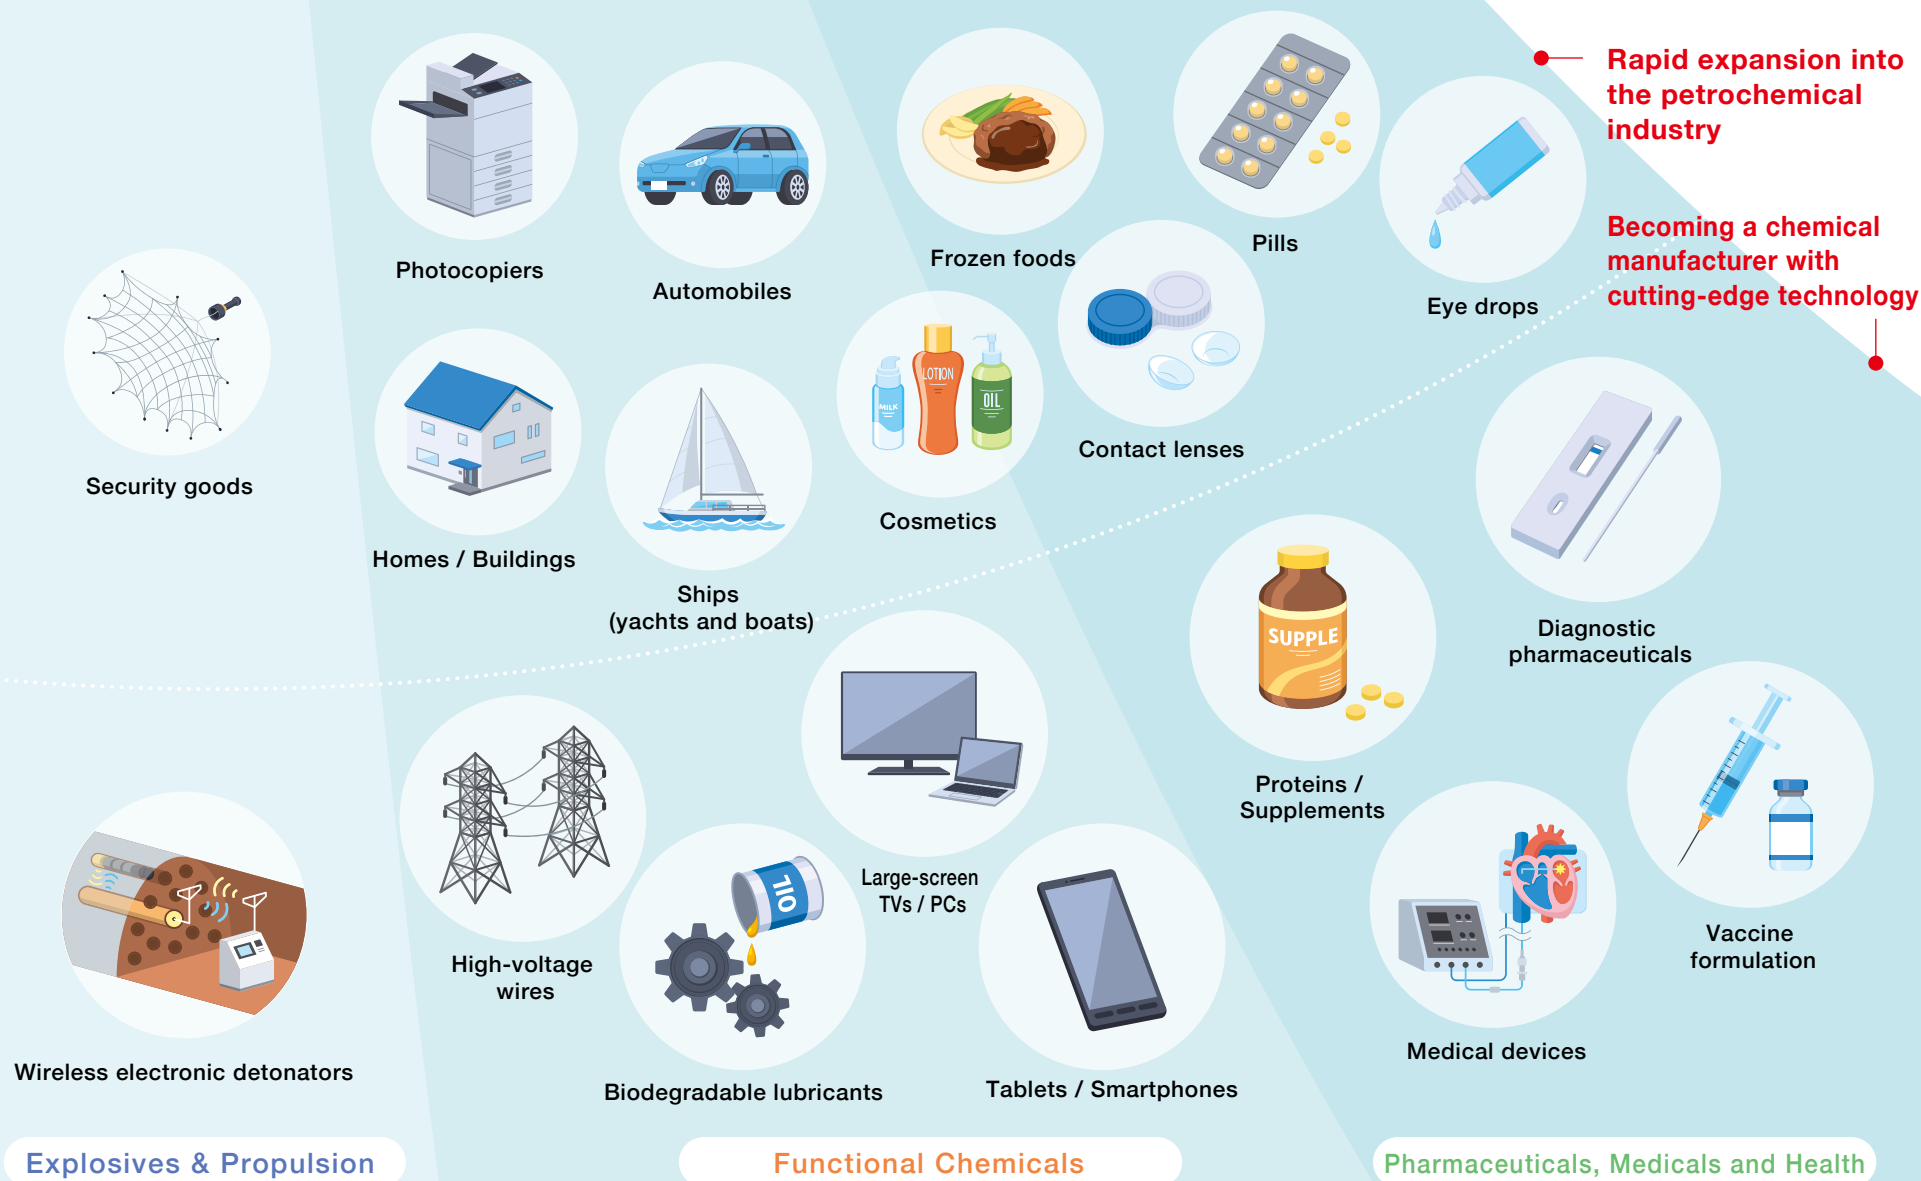 Rapid expansion into
the petrochemical
industry
Becoming a chemical
manufacturer with
cutting-edge technology
Photocopiers
Automobiles
Frozen foods
Pills
Eye drops
Security goods
Homes / Buildings
Ships
(yachts and boats)
MILK
LOTION
OIL
Cosmetics
Contact lenses
Diagnostic
pharmaceuticals
SUPPLE
Proteins /
Supplements
Large-screen
TVs / PCs
High-voltage
wires
OIL
Biodegradable lubricants
Tablets / Smartphones
Medical devices
Vaccine
formulation
Wireless electronic detonators
Explosives & Propulsion
Functional Chemicals
Pharmaceuticals, Medicals and Health